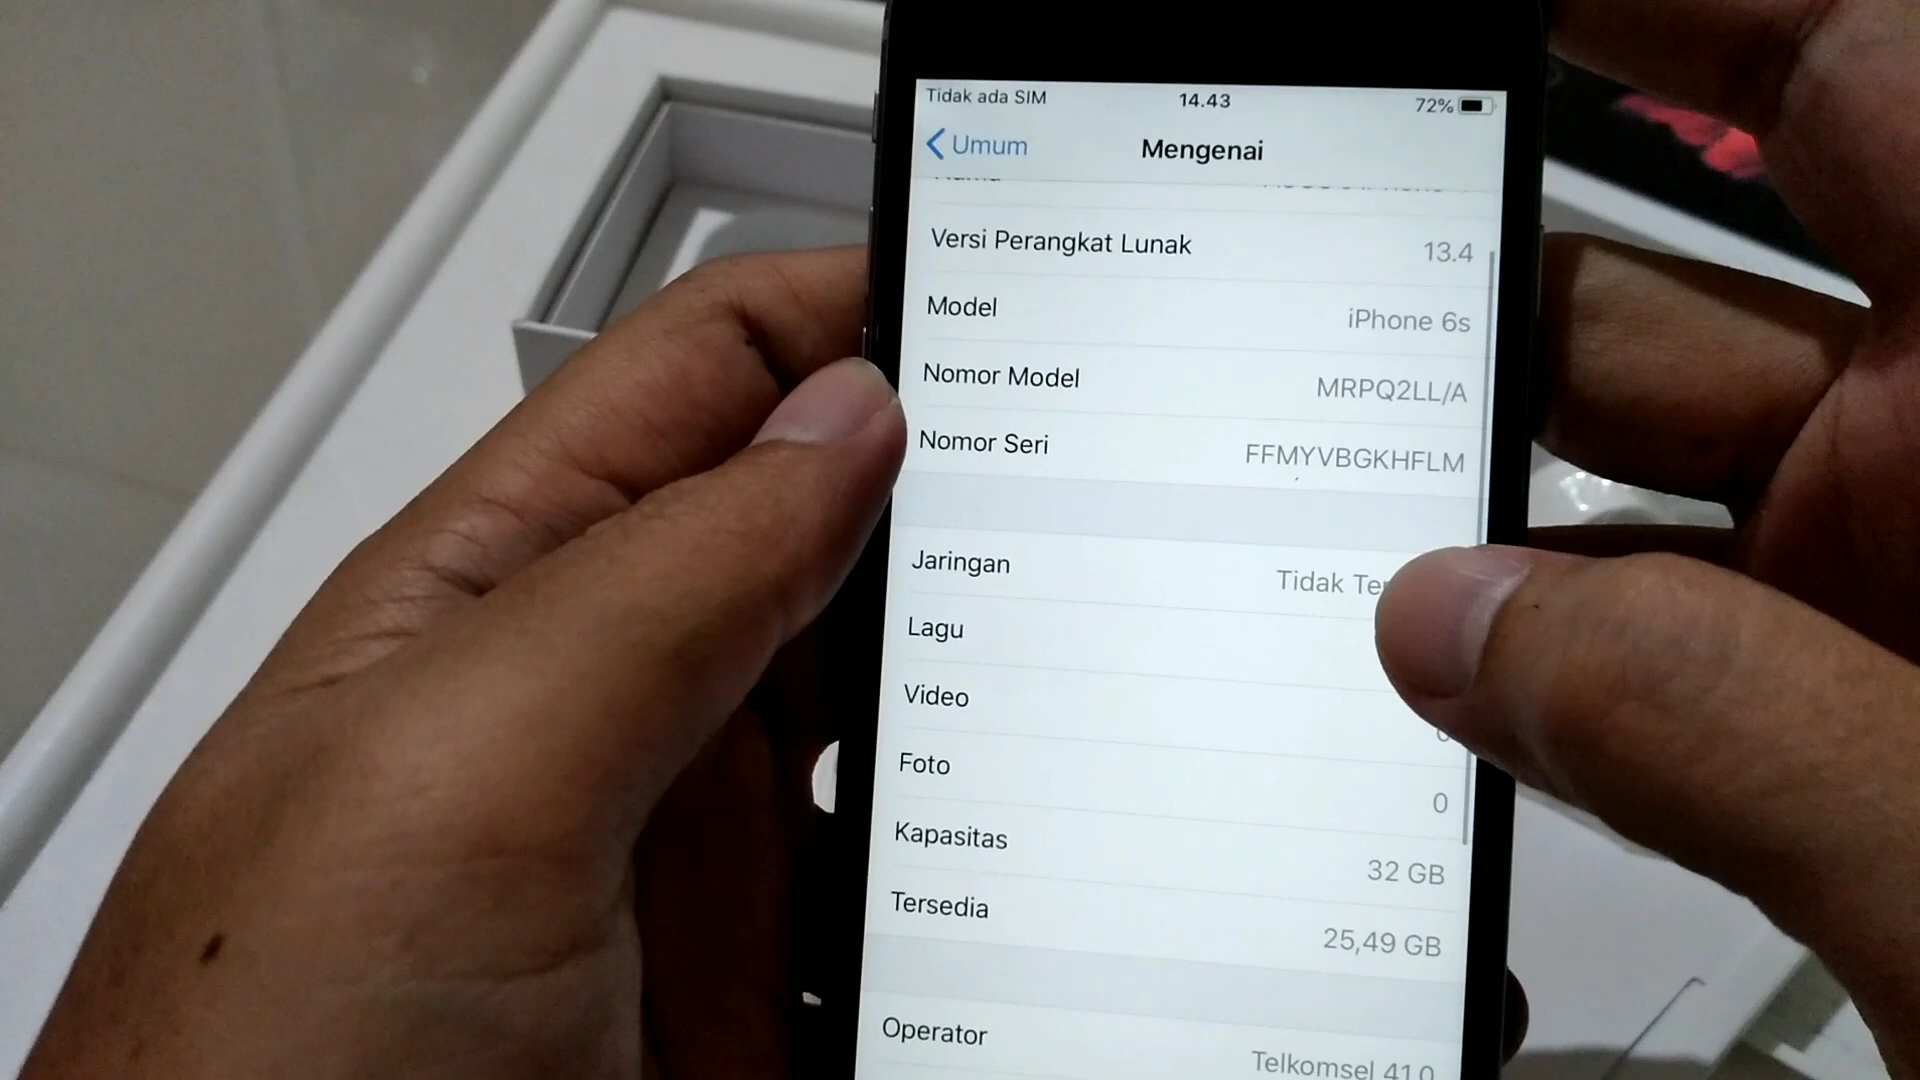 Tidak ada SIM 14.43 72%
Umum Mengenai
Versi Perangkat Lunak 13.4
Model iPhone 6s
Nomor Model MRPQ2LL/A
Nomor Seri FFMYVBGKHFLM
Jaringan Tidak
Lagu
Video 0
Foto 0
Kapasitas 32 GB
Tersedia 25,49 GB
Operator Telkomsel 41.0